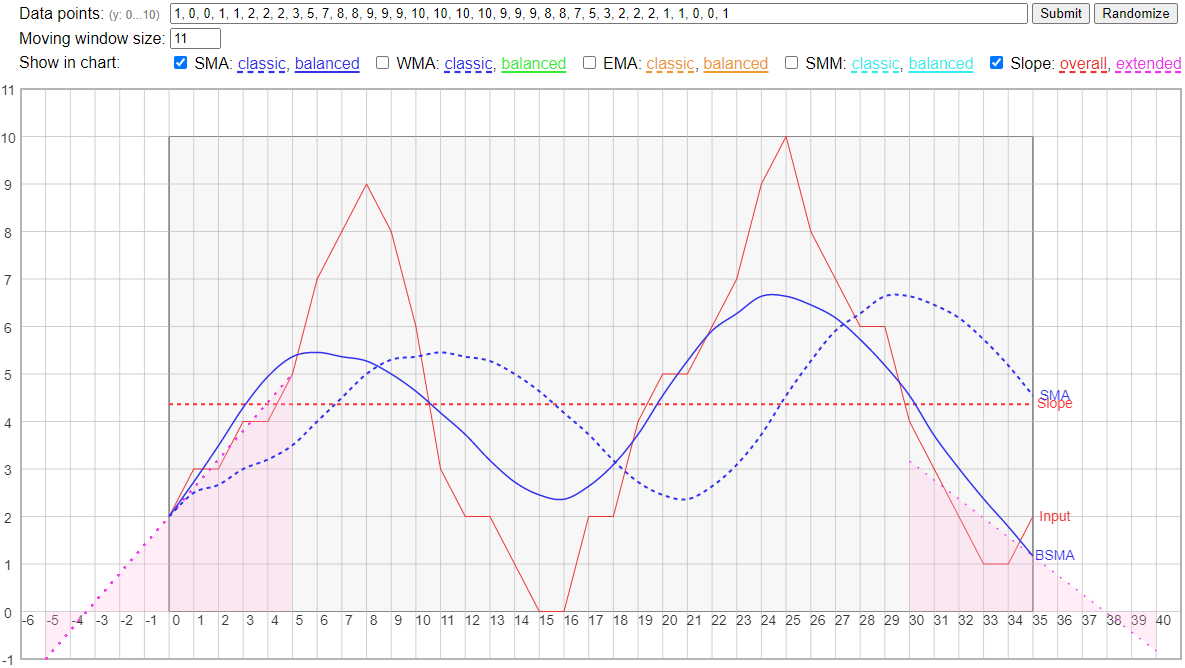 Data points: (y: 0...10) 1, 0, 0, 1, 1, 2, 2, 2, 3, 5, 7, 8, 8, 9, 9, 9, 10, 10, 10, 10, 9, 9, 9, 8, 8, 7, 5, 3, 2, 2, 2, 1, 1, 0, 0, 1 Submit Randomize
Moving window size: 11
Show in chart: SMA: classic, balanced WMA: classic, balanced EMA: classic, balanced SMM: classic, balanced Slope: overall, extended
11
10
9
8
7
6
5
4
3
2
1
0
-1
SMA
Slope
Input
BSMA
-6 -5 -4 -3 -2 -1 0 1 2 3 4 5 6 7 8 9 10 11 12 13 14 15 16 17 18 19 20 21 22 23 24 25 26 27 28 29 30 31 32 33 34 35 36 37 38 39 40